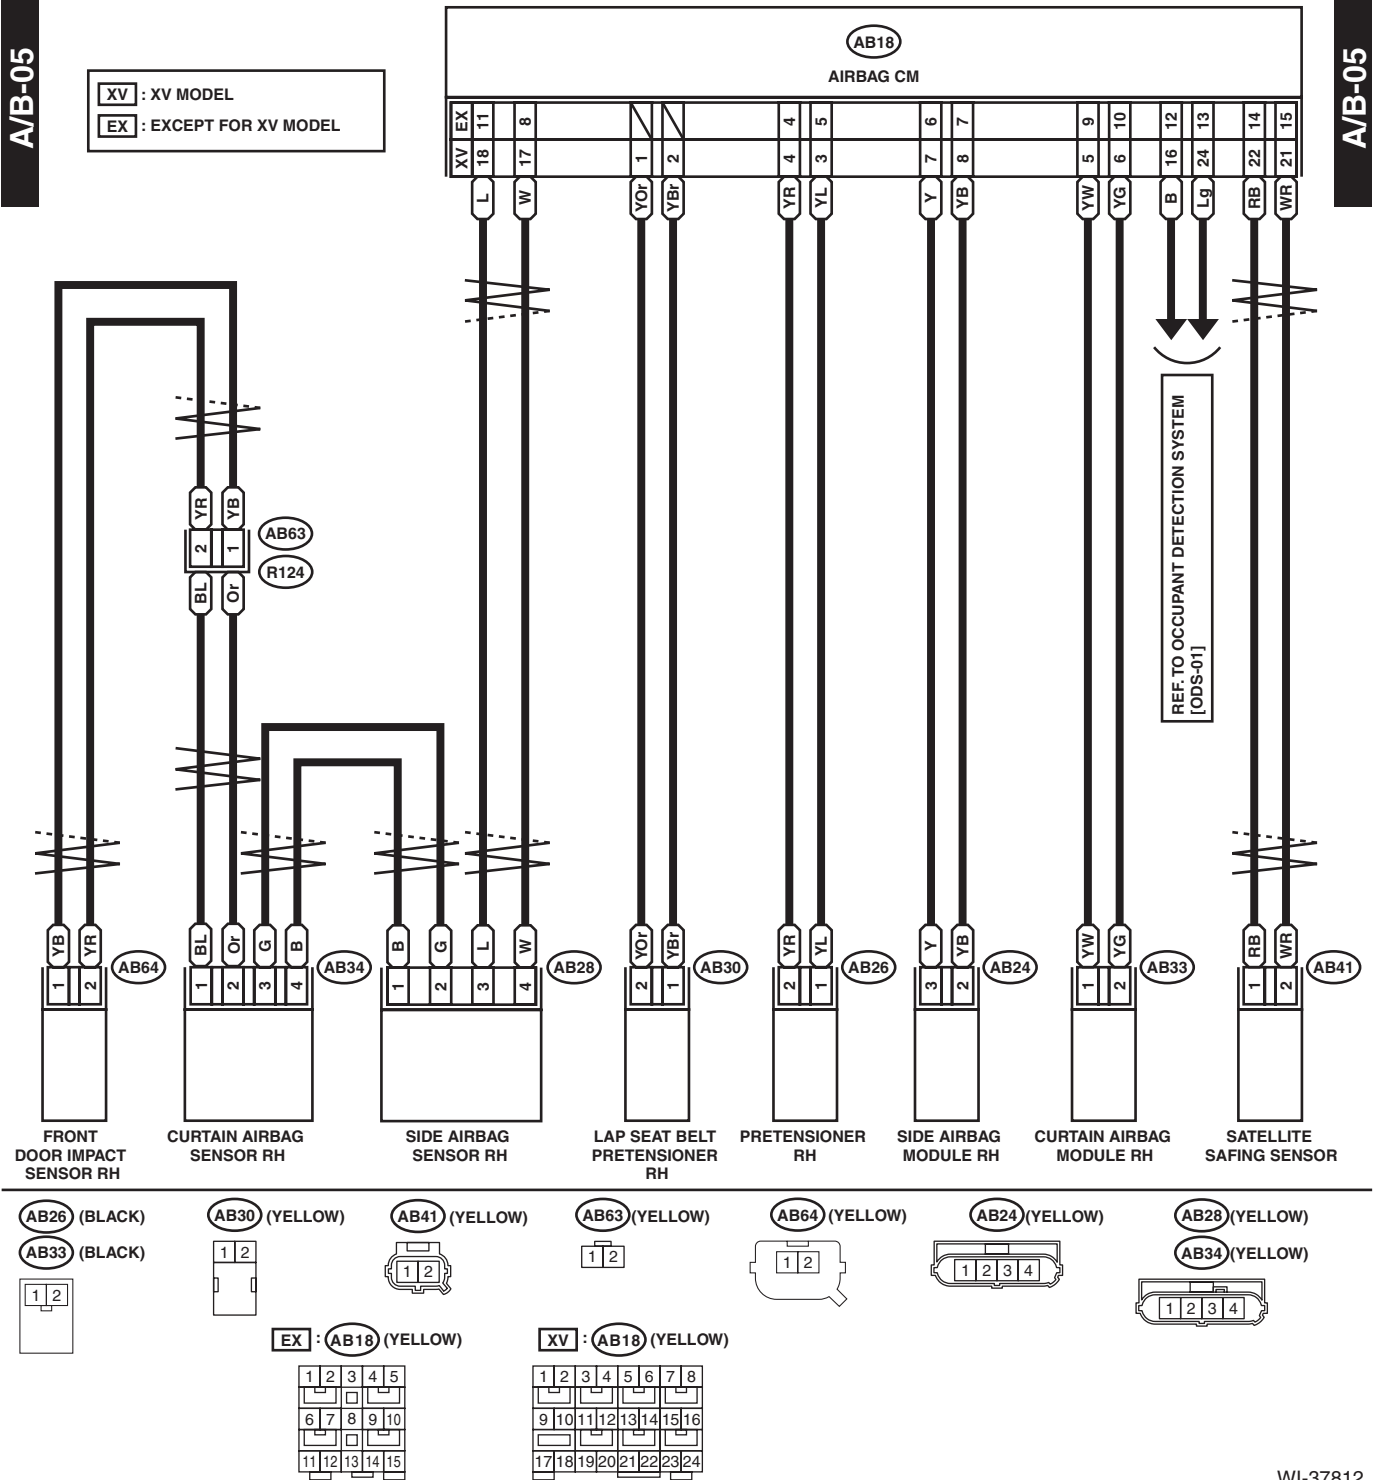 A/B-05
A/B-05
AB18
AIRBAG CM
XV : XV MODEL
EX : EXCEPT FOR XV MODEL
EX 11 8 4 5 6 7 9 10 12 13 14 15
XV 18 17 1 2 4 3 7 8 5 6 16 24 22 21
L W YOr YBr YR YL Y YB YW YG B Lg RB WR
REF. TO OCCUPANT DETECTION SYSTEM
[ODS-01]
YR YB
2 1
AB63
R124
BL Or
YB YR BL Or G B B G L W YOr YBr YR YL Y YB YW YG RB WR
1 2 AB64 1 2 3 4 AB34 1 2 3 4 AB28 2 1 AB30 2 1 AB26 3 2 AB24 1 2 AB33 1 2 AB41
FRONT
DOOR IMPACT
SENSOR RH
CURTAIN AIRBAG
SENSOR RH
SIDE AIRBAG
SENSOR RH
LAP SEAT BELT
PRETENSIONER
RH
PRETENSIONER
RH
SIDE AIRBAG
MODULE RH
CURTAIN AIRBAG
MODULE RH
SATELLITE
SAFING SENSOR
AB26 (BLACK)
AB33 (BLACK)
1 2
AB30 (YELLOW)
1 2
AB41 (YELLOW)
1 2
AB63 (YELLOW)
1 2
AB64 (YELLOW)
1 2
AB24 (YELLOW)
1 2 3 4
AB28 (YELLOW)
AB34 (YELLOW)
1 2 3 4
EX : AB18 (YELLOW)
1 2 3 4 5
6 7 8 9 10
11 12 13 14 15
XV : AB18 (YELLOW)
1 2 3 4 5 6 7 8
9 10 11 12 13 14 15 16
17 18 19 20 21 22 23 24
WI-37812